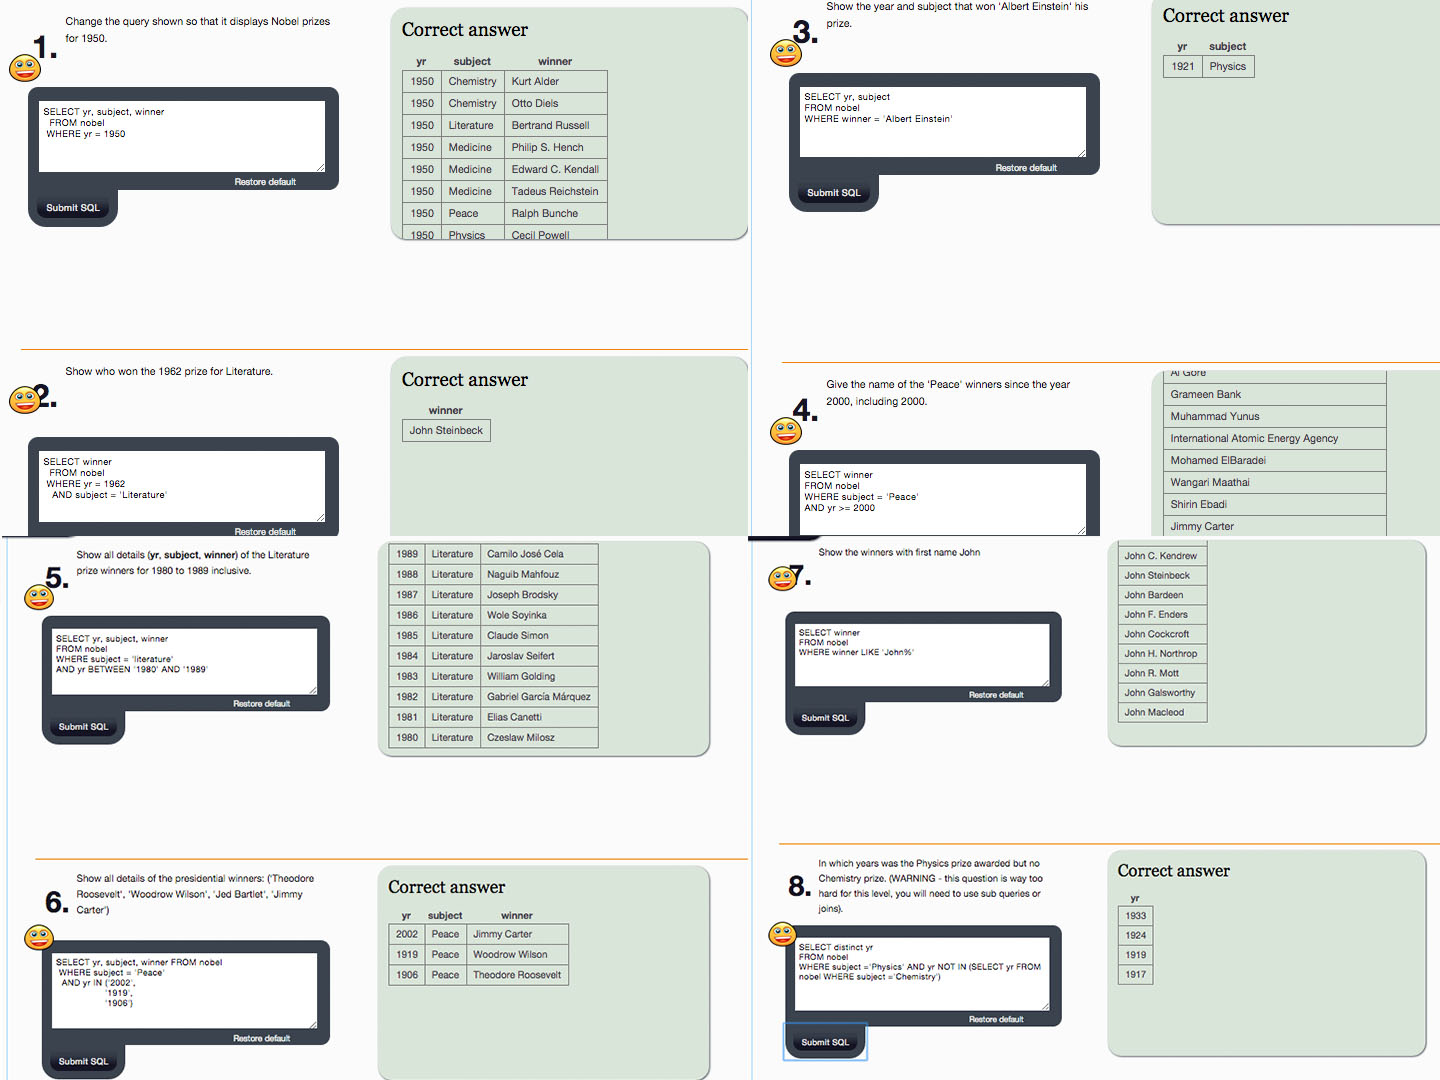 Change the query shown so that it displays Nobel prizes
for 1950.
1.
SELECT yr, subject, winner
FROM nobel
WHERE yr = 1950
Restore default
Submit SQL
Correct answer
yr subject winner
1950 Chemistry Kurt Alder
1950 Chemistry Otto Diels
1950 Literature Bertrand Russell
1950 Medicine Philip S. Hench
1950 Medicine Edward C. Kendall
1950 Medicine Tadeus Reichstein
1950 Peace Ralph Bunche
1950 Physics Cecil Powell
Show who won the 1962 prize for Literature.
2.
SELECT winner
FROM nobel
WHERE yr = 1962
AND subject = 'Literature'
Restore default
Correct answer
winner
John Steinbeck
Show the year and subject that won 'Albert Einstein' his
prize.
3.
SELECT yr, subject
FROM nobel
WHERE winner = 'Albert Einstein'
Restore default
Submit SQL
Correct answer
yr subject
1921 Physics
Give the name of the 'Peace' winners since the year
2000, including 2000.
4.
SELECT winner
FROM nobel
WHERE subject = 'Peace'
AND yr >= 2000
Al Gore
Grameen Bank
Muhammad Yunus
International Atomic Energy Agency
Mohamed ElBaradei
Wangari Maathai
Shirin Ebadi
Jimmy Carter
Show all details (yr, subject, winner) of the Literature
prize winners for 1980 to 1989 inclusive.
5.
SELECT yr, subject, winner
FROM nobel
WHERE subject = 'literature'
AND yr BETWEEN '1980' AND '1989'
Restore default
Submit SQL
1989 Literature Camilo José Cela
1988 Literature Naguib Mahfouz
1987 Literature Joseph Brodsky
1986 Literature Wole Soyinka
1985 Literature Claude Simon
1984 Literature Jaroslav Seifert
1983 Literature William Golding
1982 Literature Gabriel García Márquez
1981 Literature Elias Canetti
1980 Literature Czeslaw Milosz
Show all details of the presidential winners: ('Theodore
Roosevelt', 'Woodrow Wilson', 'Jed Bartlet', 'Jimmy
Carter')
6.
SELECT yr, subject, winner FROM nobel
WHERE subject = 'Peace'
AND yr IN ('2002',
'1919',
'1906')
Restore default
Submit SQL
Correct answer
yr subject winner
2002 Peace Jimmy Carter
1919 Peace Woodrow Wilson
1906 Peace Theodore Roosevelt
Show the winners with first name John
7.
SELECT winner
FROM nobel
WHERE winner LIKE 'John%'
Restore default
Submit SQL
John C. Kendrew
John Steinbeck
John Bardeen
John F. Enders
John Cockcroft
John H. Northrop
John R. Mott
John Galsworthy
John Macleod
In which years was the Physics prize awarded but no
Chemistry prize. (WARNING - this question is way too
hard for this level, you will need to use sub queries or
joins).
8.
SELECT distinct yr
FROM nobel
WHERE subject ='Physics' AND yr NOT IN (SELECT yr FROM
nobel WHERE subject ='Chemistry')
Restore default
Submit SQL
Correct answer
yr
1933
1924
1919
1917